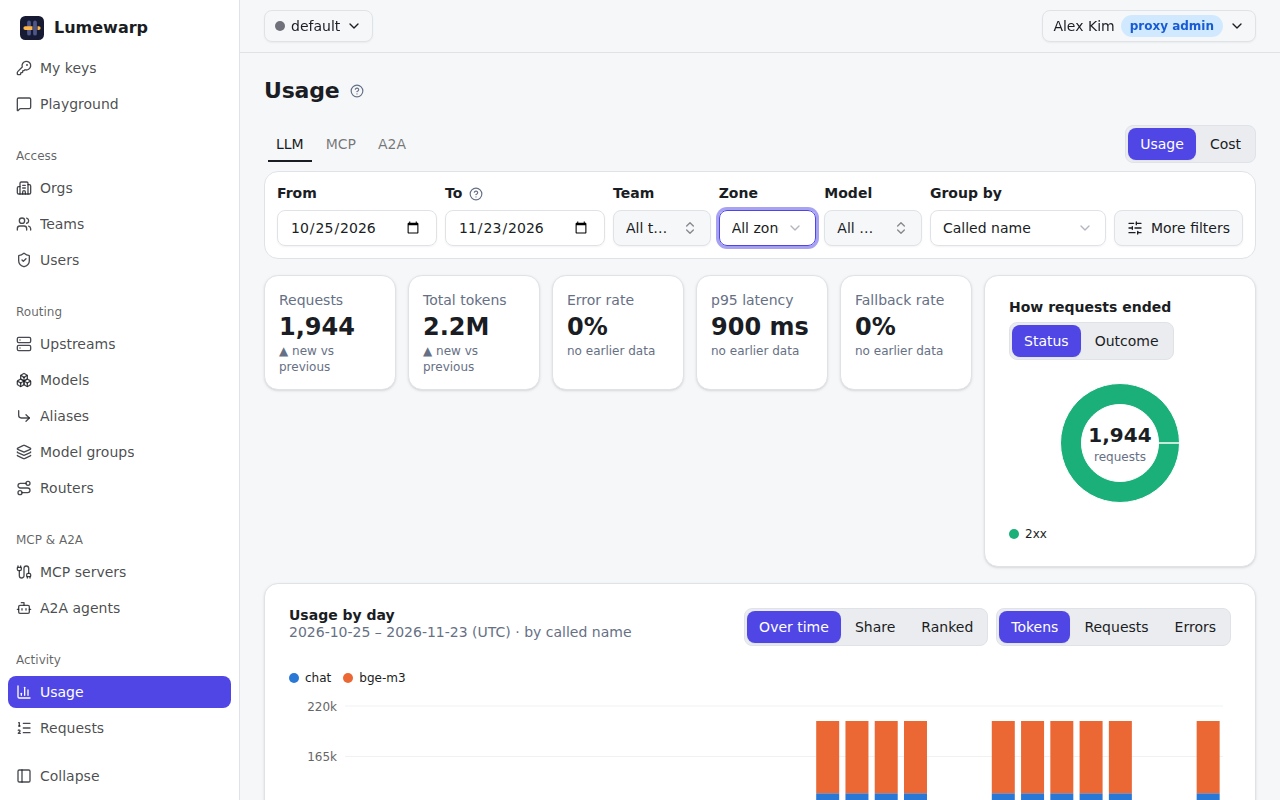 Lumewarp
default
Alex Kim proxy admin
My keys
Playground
Access
Orgs
Teams
Users
Routing
Upstreams
Models
Aliases
Model groups
Routers
MCP & A2A
MCP servers
A2A agents
Activity
Usage
Requests
Collapse
Usage
LLM MCP A2A
Usage Cost
From To Team Zone Model Group by
10/25/2026 11/23/2026 All t... All zon All ... Called name More filters
Requests
1,944
▲ new vs
previous
Total tokens
2.2M
▲ new vs
previous
Error rate
0%
no earlier data
p95 latency
900 ms
no earlier data
Fallback rate
0%
no earlier data
How requests ended
Status Outcome
1,944
requests
2xx
Usage by day
2026-10-25 – 2026-11-23 (UTC) · by called name
Over time Share Ranked
Tokens Requests Errors
chat bge-m3
220k
165k